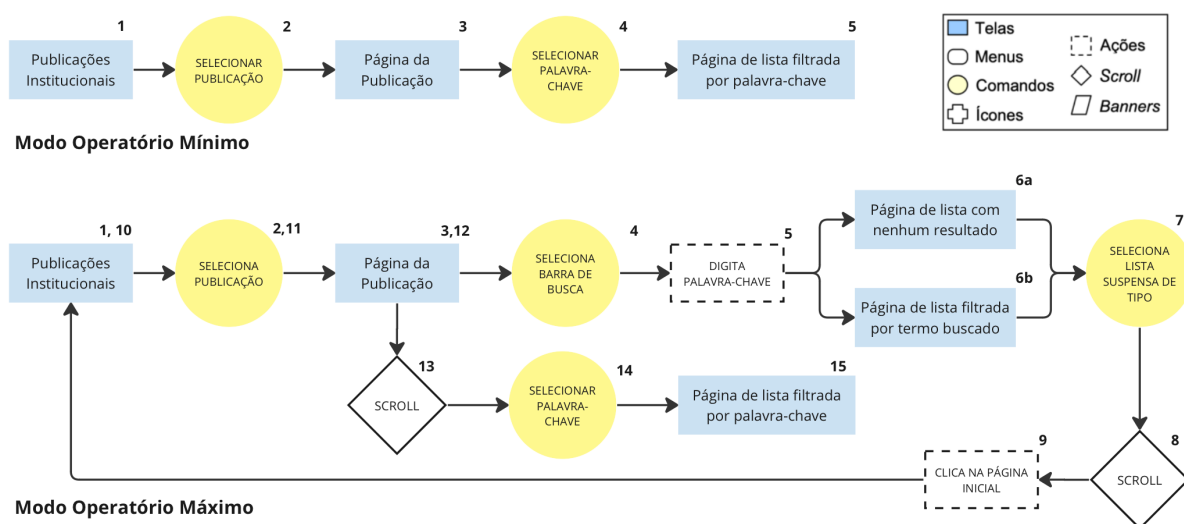 1
2
3
4
5
Publicações
Institucionais
SELECIONAR
PUBLICAÇÃO
Página da
Publicação
SELECIONAR
PALAVRA-
CHAVE
Página de lista filtrada
por palavra-chave
Telas
Menus
Comandos
Ícones
Ações
Scroll
Banners
Modo Operatório Mínimo
1, 10
2,11
3,12
4
5
6a
6b
7
Publicações
Institucionais
SELECIONA
PUBLICAÇÃO
Página da
Publicação
SELECIONA
BARRA DE
BUSCA
DIGITA
PALAVRA-CHAVE
Página de lista com
nenhum resultado
Página de lista filtrada
por termo buscado
SELECIONA
LISTA
SUSPENSA DE
TIPO
13
SCROLL
14
SELECIONAR
PALAVRA-
CHAVE
15
Página de lista filtrada
por palavra-chave
8
SCROLL
9
CLICA NA PÁGINA
INICIAL
Modo Operatório Máximo